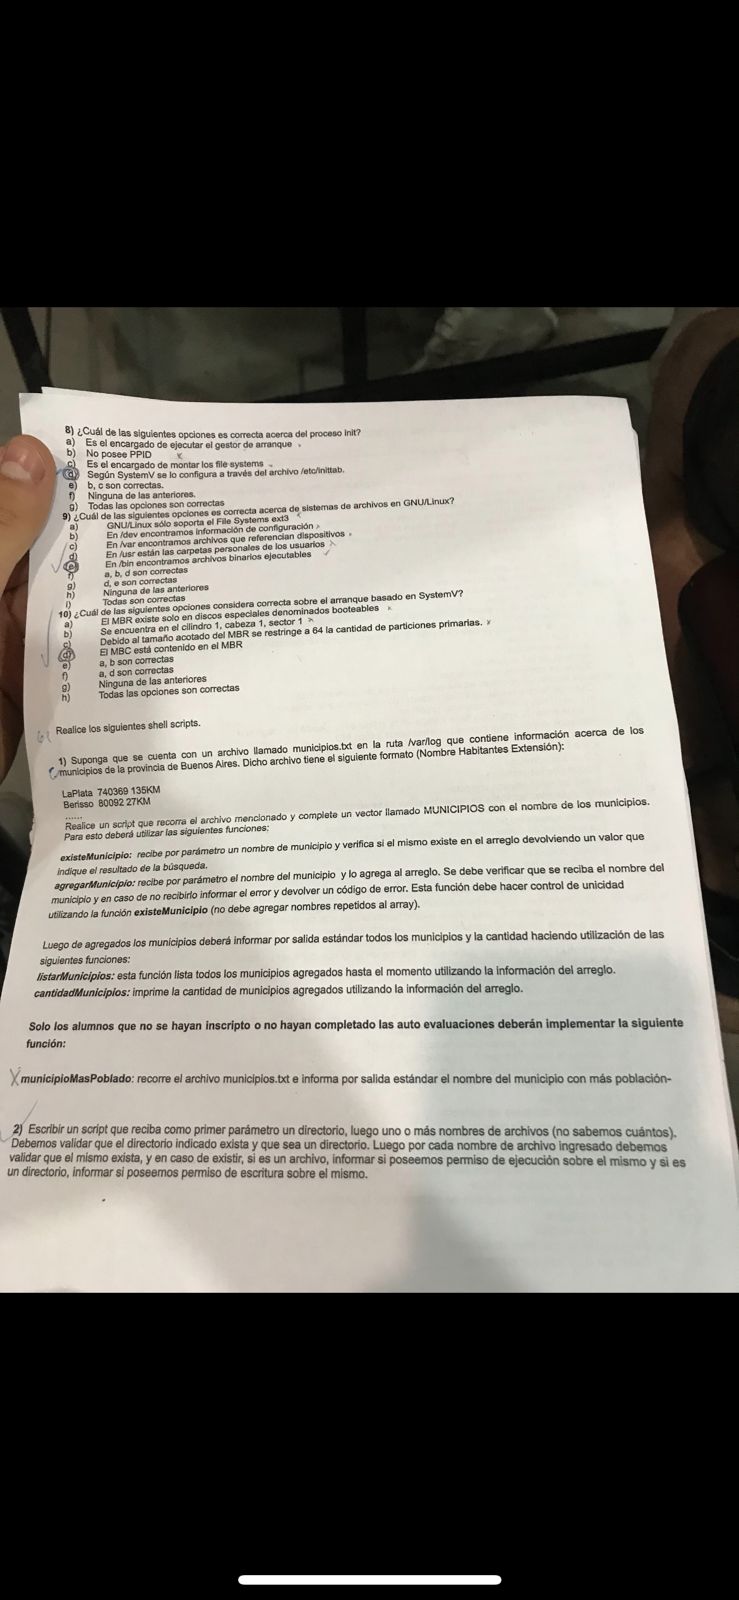 8) ¿Cuál de las siguientes opciones es correcta acerca del proceso Init?
a) Es el encargado de ejecutar el gestor de arranque
b) No posee PPID
c) Es el encargado de montar los file systems
d) Según SystemV se lo configura a través del archivo /etc/inittab.
e) b, c son correctas.
f) Ninguna de las anteriores.
g) Todas las opciones son correctas
9) ¿Cuál de las siguientes opciones es correcta acerca de sistemas de archivos en GNU/Linux?
a) GNU/Linux sólo soporta el File Systems ext3
b) En /dev encontramos información de configuración
c) En /var encontramos archivos que referencian dispositivos
d) En /usr están las carpetas personales de los usuarios
e) En /bin encontramos archivos binarios ejecutables
f) a, b, d son correctas
g) d, e son correctas
h) Ninguna de las anteriores
i) Todas son correctas
10) ¿Cuál de las siguientes opciones considera correcta sobre el arranque basado en SystemV?
a) El MBR existe solo en discos especiales denominados booteables
b) Se encuentra en el cilindro 1, cabeza 1, sector 1
c) Debido al tamaño acotado del MBR se restringe a 64 la cantidad de particiones primarias.
d) El MBC está contenido en el MBR
e) a, b son correctas
f) a, d son correctas
g) Ninguna de las anteriores
h) Todas las opciones son correctas
Realice los siguientes shell scripts.
1) Suponga que se cuenta con un archivo llamado municipios.txt en la ruta /var/log que contiene información acerca de los
municipios de la provincia de Buenos Aires. Dicho archivo tiene el siguiente formato (Nombre Habitantes Extensión):
LaPlata 740369 135KM
Berisso 80092 27KM
......
Realice un script que recorra el archivo mencionado y complete un vector llamado MUNICIPIOS con el nombre de los municipios.
Para esto deberá utilizar las siguientes funciones:
existeMunicipio: recibe por parámetro un nombre de municipio y verifica si el mismo existe en el arreglo devolviendo un valor que
indique el resultado de la búsqueda.
agregarMunicipio: recibe por parámetro el nombre del municipio y lo agrega al arreglo. Se debe verificar que se reciba el nombre del
municipio y en caso de no recibirlo informar el error y devolver un código de error. Esta función debe hacer control de unicidad
utilizando la función existeMunicipio (no debe agregar nombres repetidos al array).
Luego de agregados los municipios deberá informar por salida estándar todos los municipios y la cantidad haciendo utilización de las
siguientes funciones:
listarMunicipios: esta función lista todos los municipios agregados hasta el momento utilizando la información del arreglo.
cantidadMunicipios: imprime la cantidad de municipios agregados utilizando la información del arreglo.
Solo los alumnos que no se hayan inscripto o no hayan completado las auto evaluaciones deberán implementar la siguiente
función:
municipioMasPoblado: recorre el archivo municipios.txt e informa por salida estándar el nombre del municipio con más población-
2) Escribir un script que reciba como primer parámetro un directorio, luego uno o más nombres de archivos (no sabemos cuántos).
Debemos validar que el directorio indicado exista y que sea un directorio. Luego por cada nombre de archivo ingresado debemos
validar que el mismo exista, y en caso de existir, si es un archivo, informar si poseemos permiso de ejecución sobre el mismo y si es
un directorio, informar si poseemos permiso de escritura sobre el mismo.